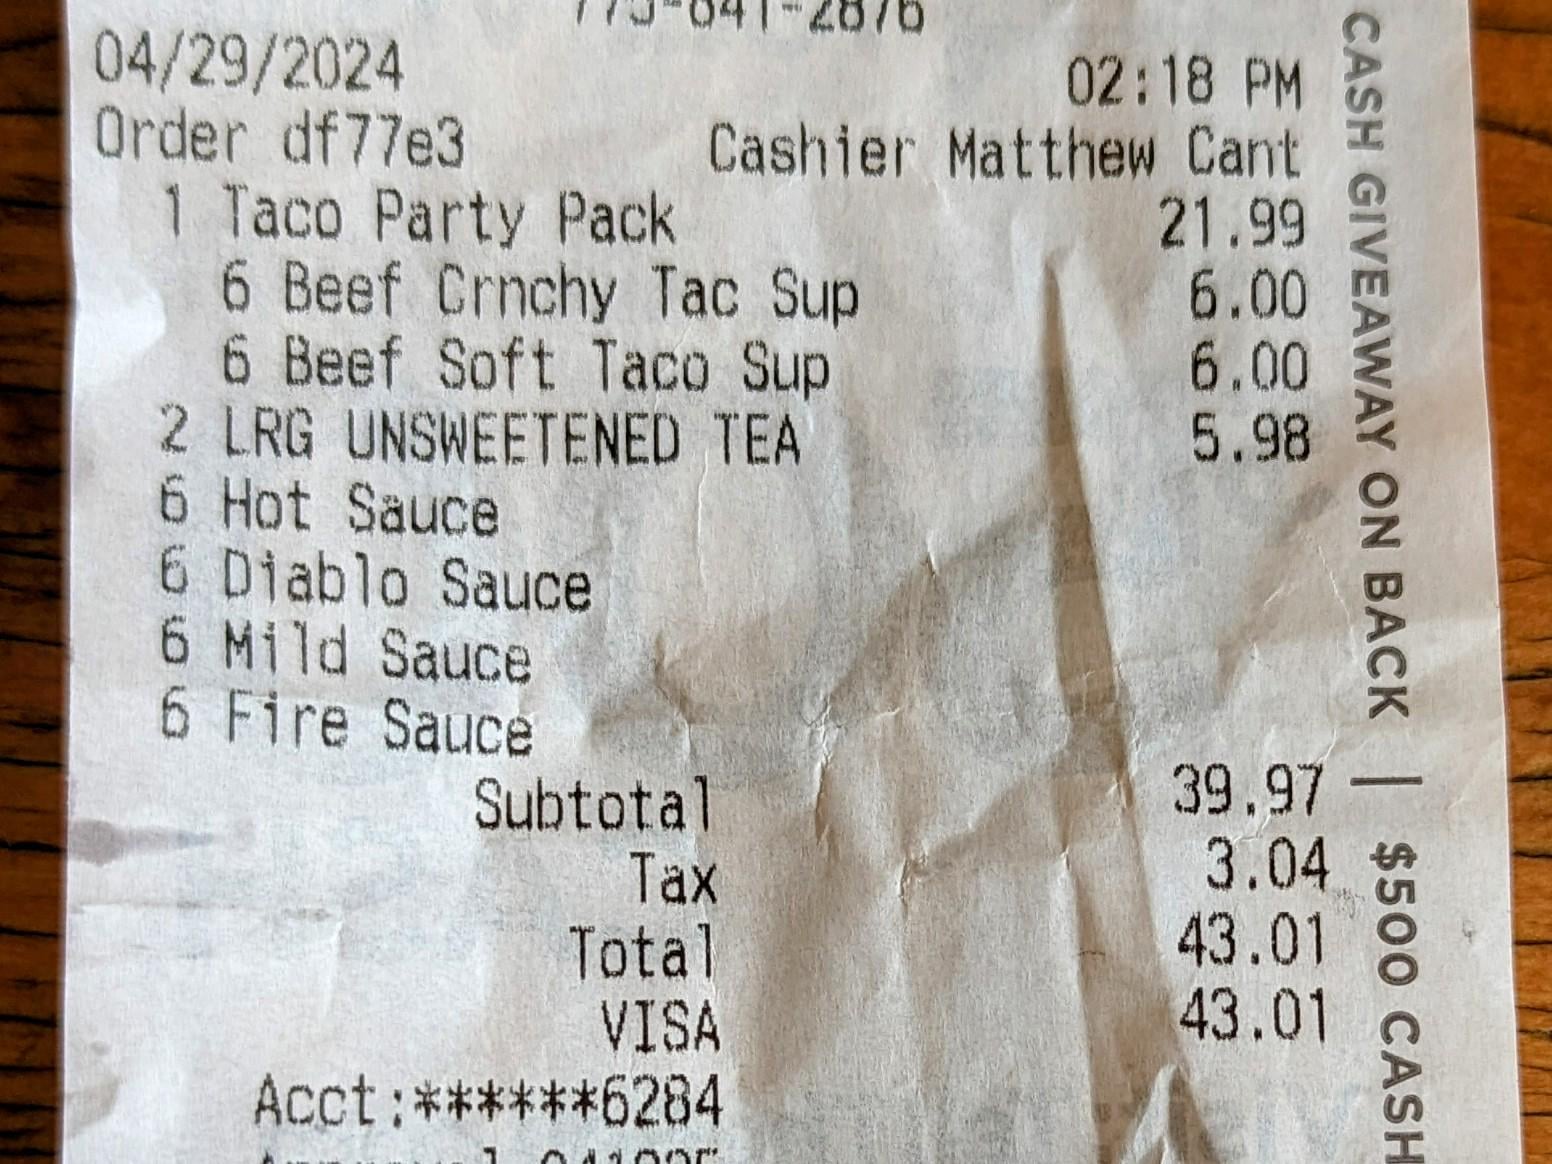 775-841-2876
04/29/2024 02:18 PM
Order df77e3 Cashier Matthew Cant
1 Taco Party Pack 21.99
6 Beef Crnchy Tac Sup 6.00
6 Beef Soft Taco Sup 6.00
2 LRG UNSWEETENED TEA 5.98
6 Hot Sauce
6 Diablo Sauce
6 Mild Sauce
6 Fire Sauce
Subtotal 39.97
Tax 3.04
Total 43.01
VISA 43.01
Acct:******6284
CASH GIVEAWAY ON BACK | $500 CASH